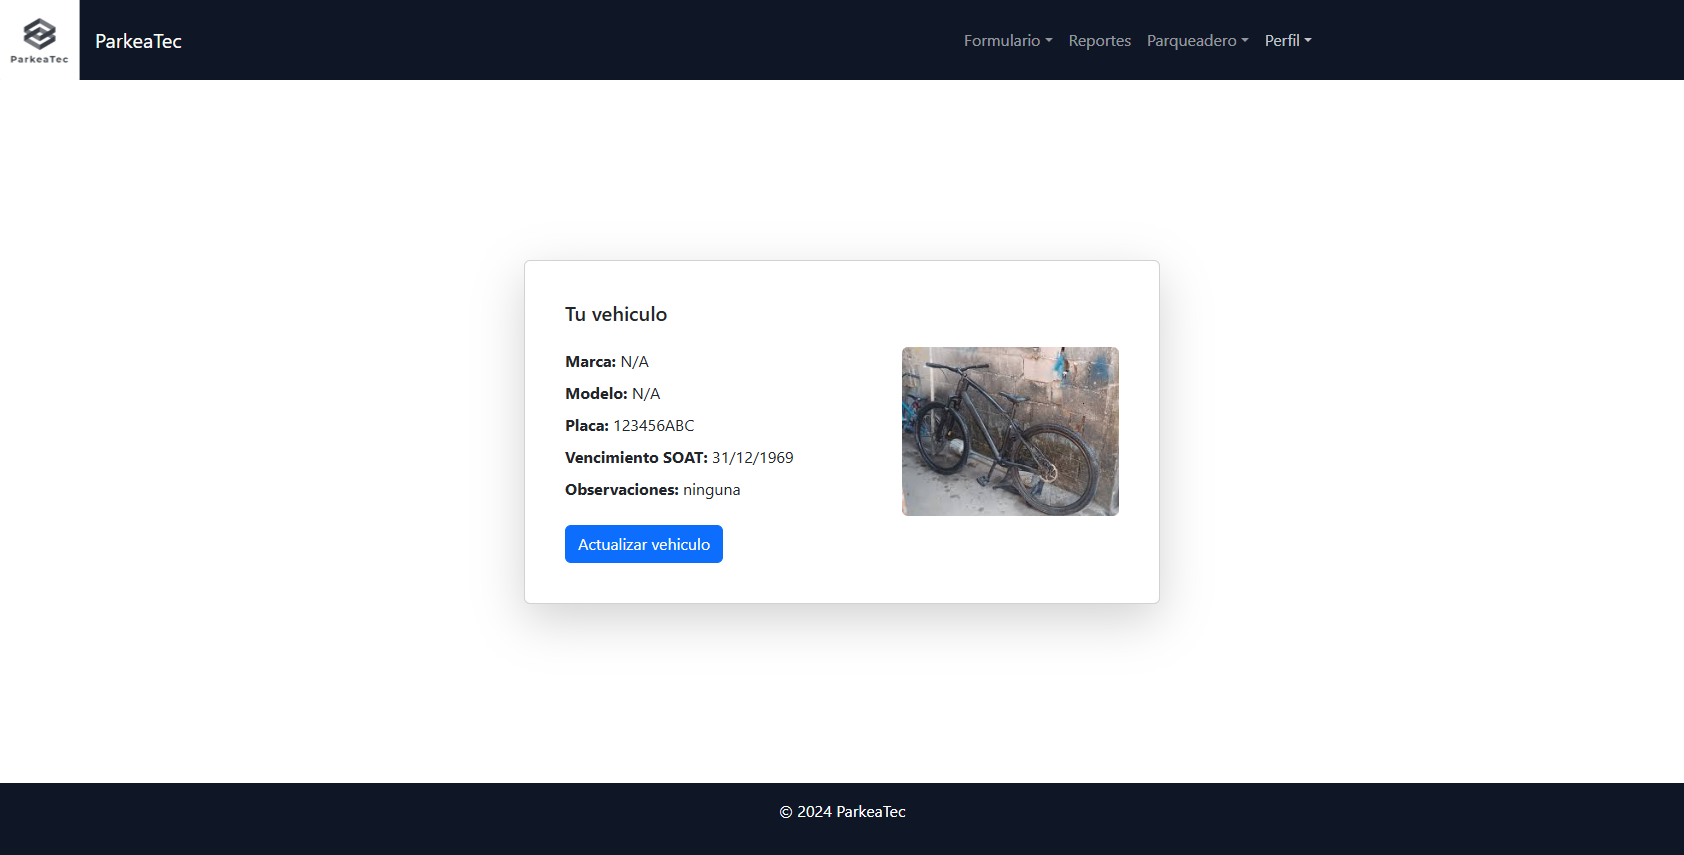 ParkeaTec
ParkeaTec
Formulario
Reportes
Parqueadero
Perfil
Tu vehiculo
Marca: N/A
Modelo: N/A
Placa: 123456ABC
Vencimiento SOAT: 31/12/1969
Observaciones: ninguna
Actualizar vehiculo
© 2024 ParkeaTec